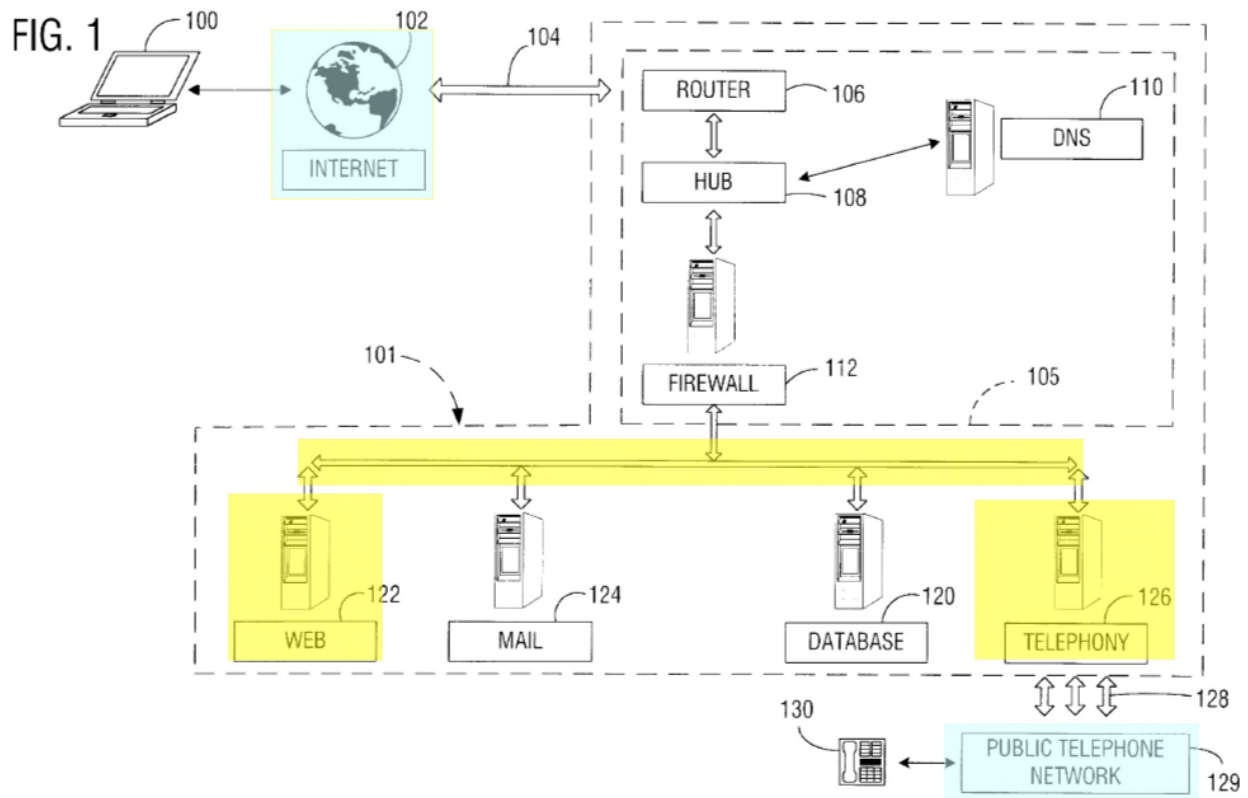 FIG. 1
100
102
104
INTERNET
ROUTER
106
110
DNS
HUB
108
101
FIREWALL
112
105
122
WEB
124
MAIL
120
DATABASE
126
TELEPHONY
128
130
PUBLIC TELEPHONE
NETWORK
129